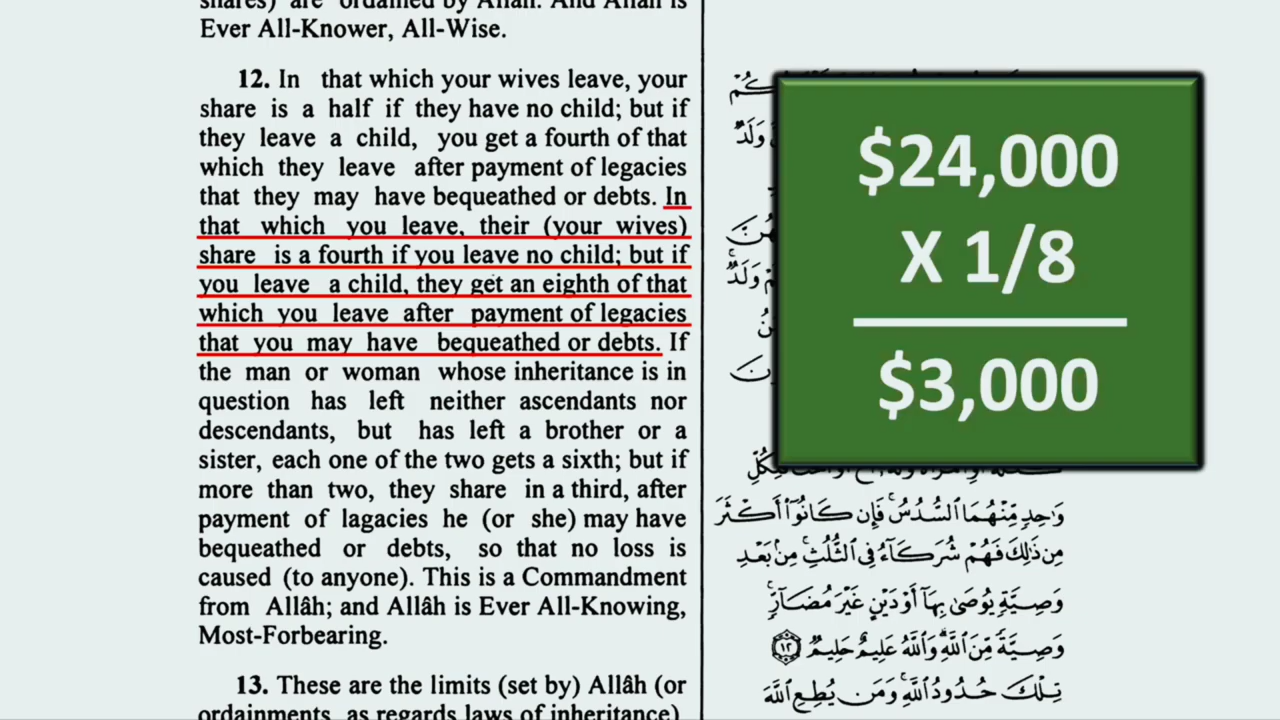 shares) are ordained by Allâh. And Allâh is
Ever All-Knower, All-Wise.
12. In that which your wives leave, your
share is a half if they have no child; but if
they leave a child, you get a fourth of that
which they leave after payment of legacies
that they may have bequeathed or debts. In
that which you leave, their (your wives)
share is a fourth if you leave no child; but if
you leave a child, they get an eighth of that
which you leave after payment of legacies
that you may have bequeathed or debts. If
the man or woman whose inheritance is in
question has left neither ascendants nor
descendants, but has left a brother or a
sister, each one of the two gets a sixth; but if
more than two, they share in a third, after
payment of lagacies he (or she) may have
bequeathed or debts, so that no loss is
caused (to anyone). This is a Commandment
from Allâh; and Allâh is Ever All-Knowing,
Most-Forbearing.
13. These are the limits (set by) Allâh (or
ordainments as regards laws of inheritance),
$24,000
X 1/8
$3,000
وَٰحِدٍ مِّنْهُمَا ٱلسُّدُسُ ۚ فَإِن كَانُوٓا۟ أَكْثَرَ
مِن ذَٰلِكَ فَهُمْ شُرَكَآءُ فِى ٱلثُّلُثِ ۚ مِنۢ بَعْدِ
وَصِيَّةٍ يُوصَىٰ بِهَآ أَوْ دَيْنٍ غَيْرَ مُضَآرٍّ ۚ
وَصِيَّةً مِّنَ ٱللَّهِ ۗ وَٱللَّهُ عَلِيمٌ حَلِيمٌ ١٢
تِلْكَ حُدُودُ ٱللَّهِ ۚ وَمَن يُطِعِ ٱللَّهَ